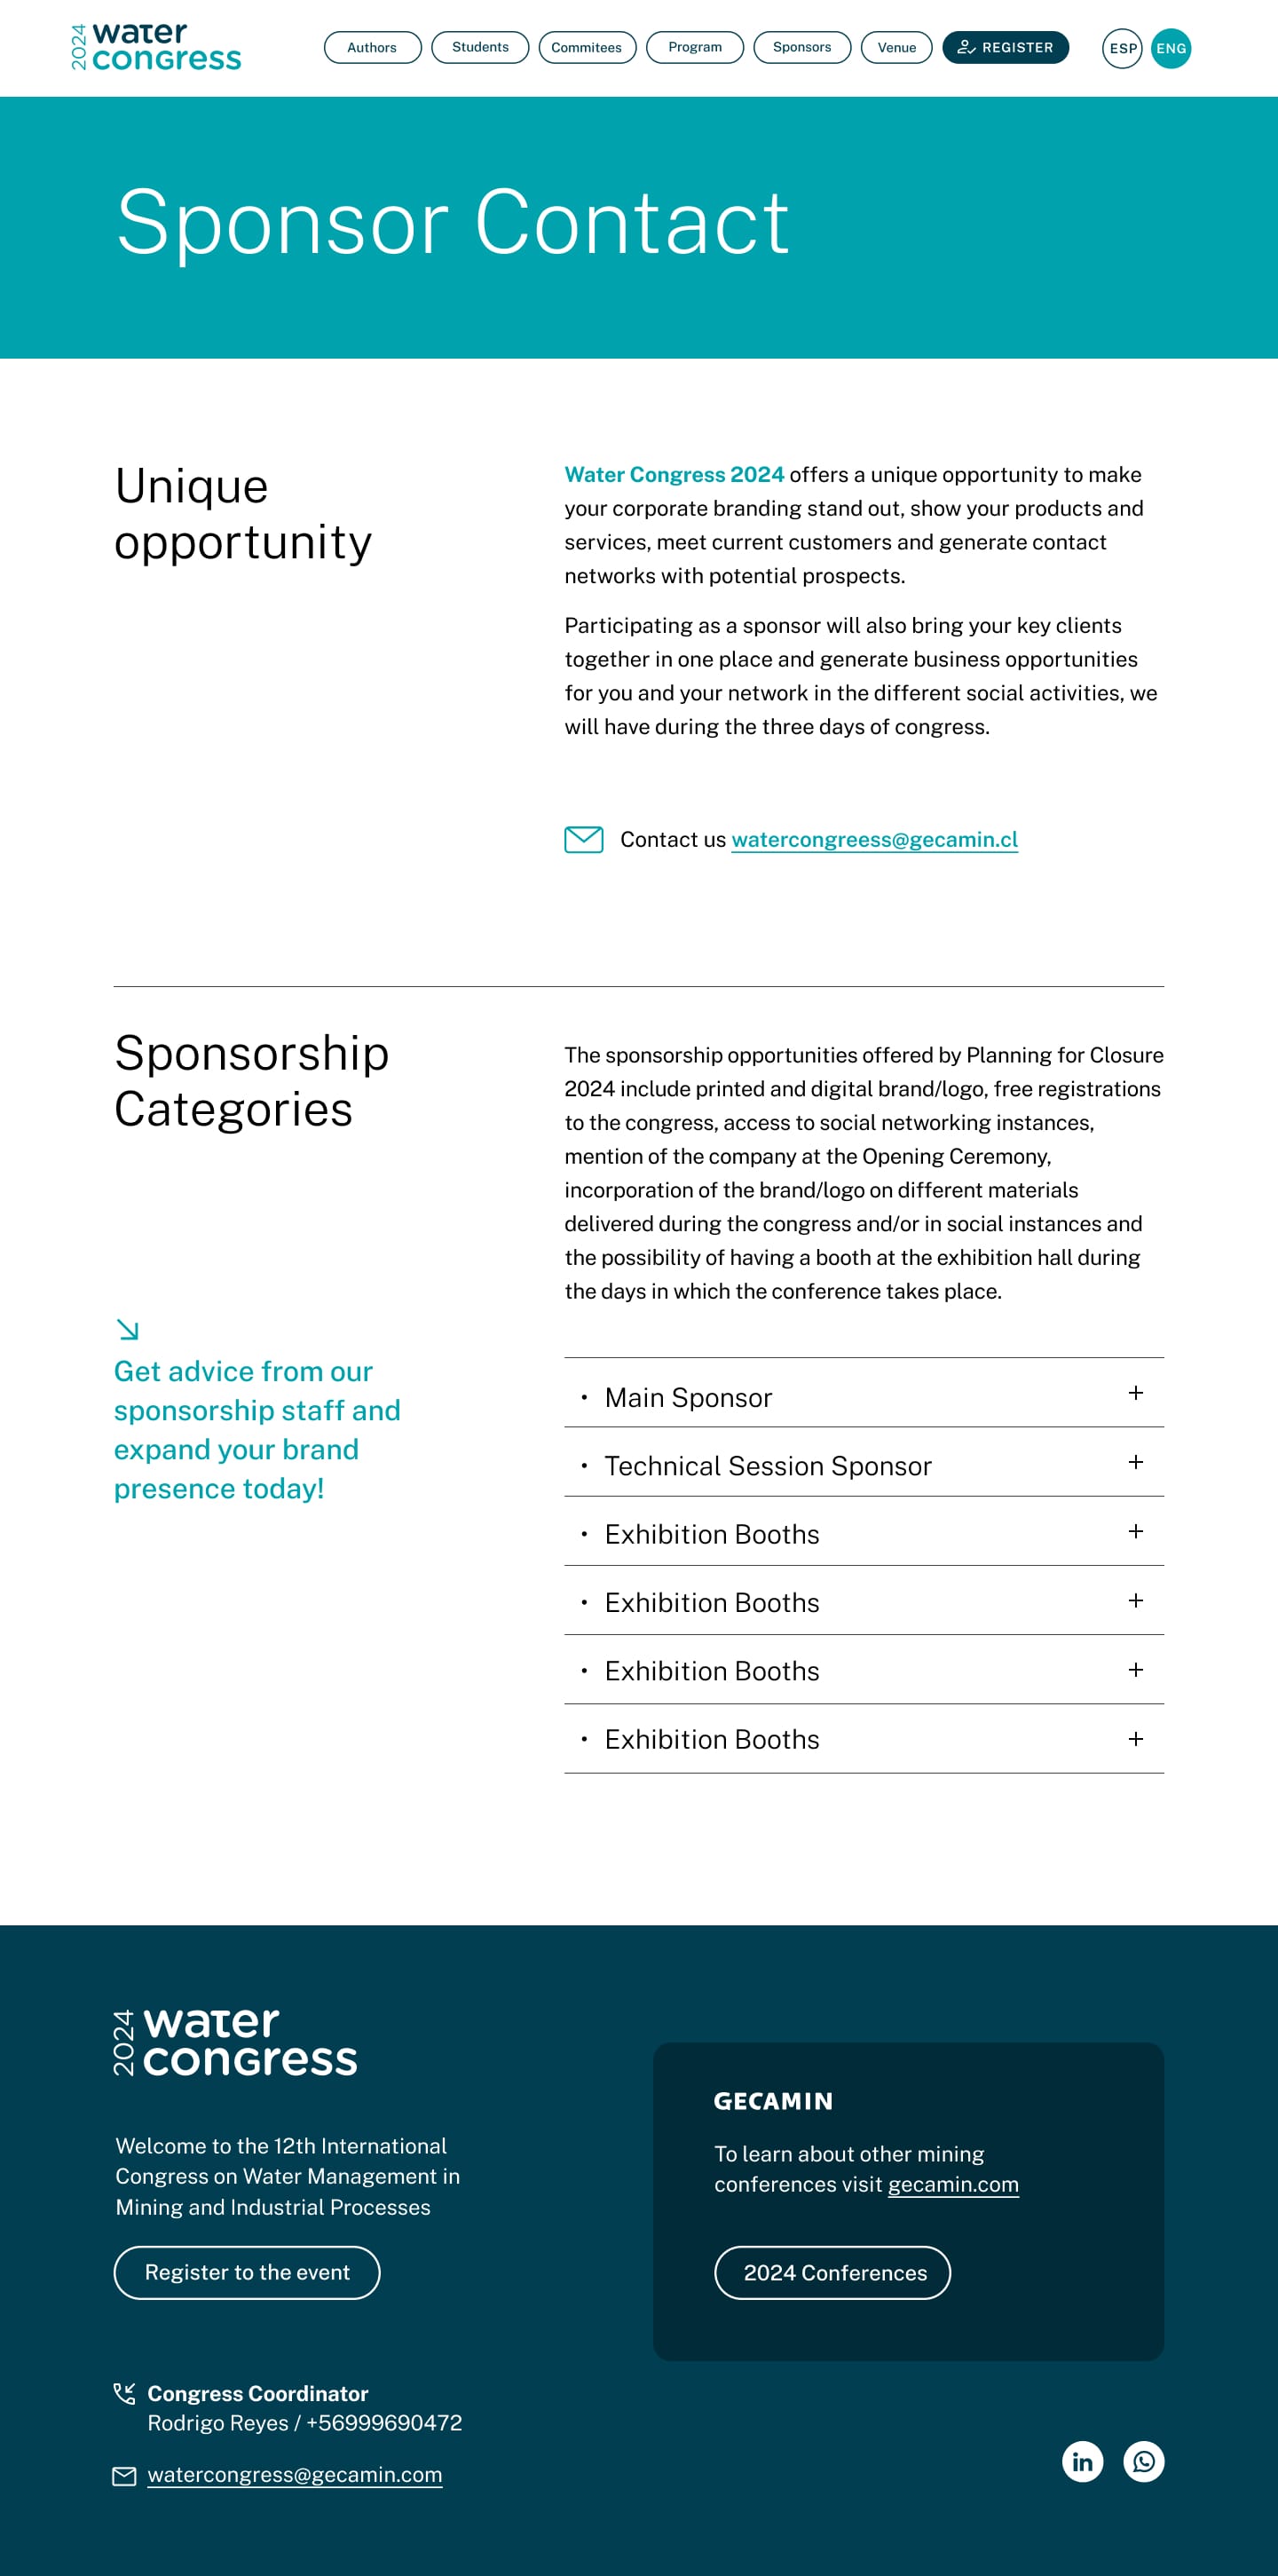 2024
water
congress
Authors
Students
Commitees
Program
Sponsors
Venue
REGISTER
ESP
ENG
Sponsor Contact
Unique
opportunity
Water Congress 2024 offers a unique opportunity to make
your corporate branding stand out, show your products and
services, meet current customers and generate contact
networks with potential prospects.
Participating as a sponsor will also bring your key clients
together in one place and generate business opportunities
for you and your network in the different social activities, we
will have during the three days of congress.
Contact us watercongreess@gecamin.cl
Sponsorship
Categories
The sponsorship opportunities offered by Planning for Closure
2024 include printed and digital brand/logo, free registrations
to the congress, access to social networking instances,
mention of the company at the Opening Ceremony,
incorporation of the brand/logo on different materials
delivered during the congress and/or in social instances and
the possibility of having a booth at the exhibition hall during
the days in which the conference takes place.
Get advice from our
sponsorship staff and
expand your brand
presence today!
• Main Sponsor +
• Technical Session Sponsor +
• Exhibition Booths +
• Exhibition Booths +
• Exhibition Booths +
• Exhibition Booths +
2024
water
congress
Welcome to the 12th International
Congress on Water Management in
Mining and Industrial Processes
Register to the event
GECAMIN
To learn about other mining
conferences visit gecamin.com
2024 Conferences
Congress Coordinator
Rodrigo Reyes / +56999690472
watercongress@gecamin.com
in